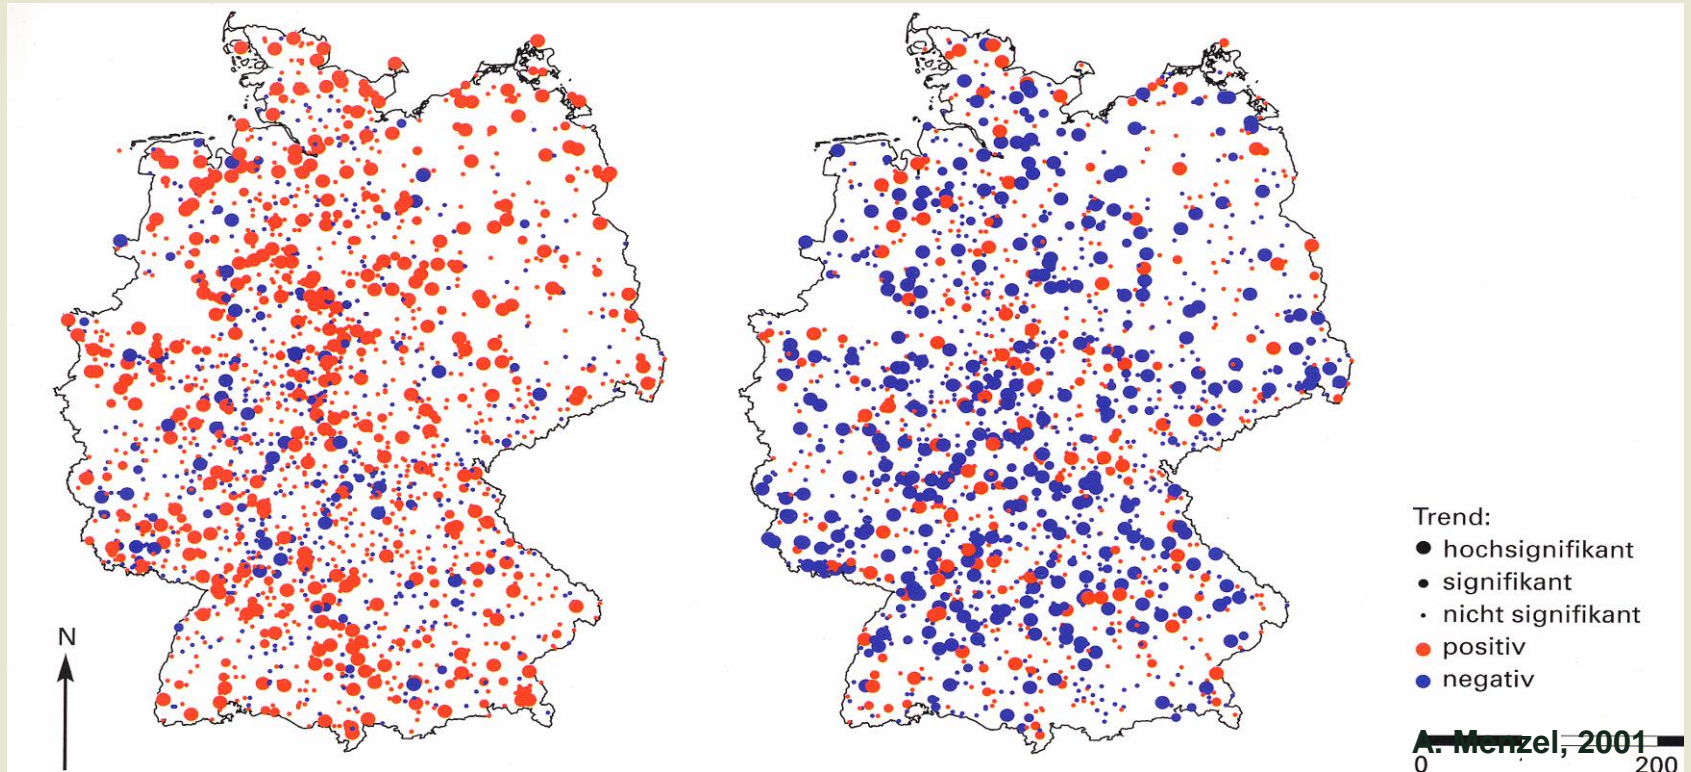 N
Trend:
hochsignifikant
signifikant
nicht signifikant
positiv
negativ
A. Menzel, 2001
0 200